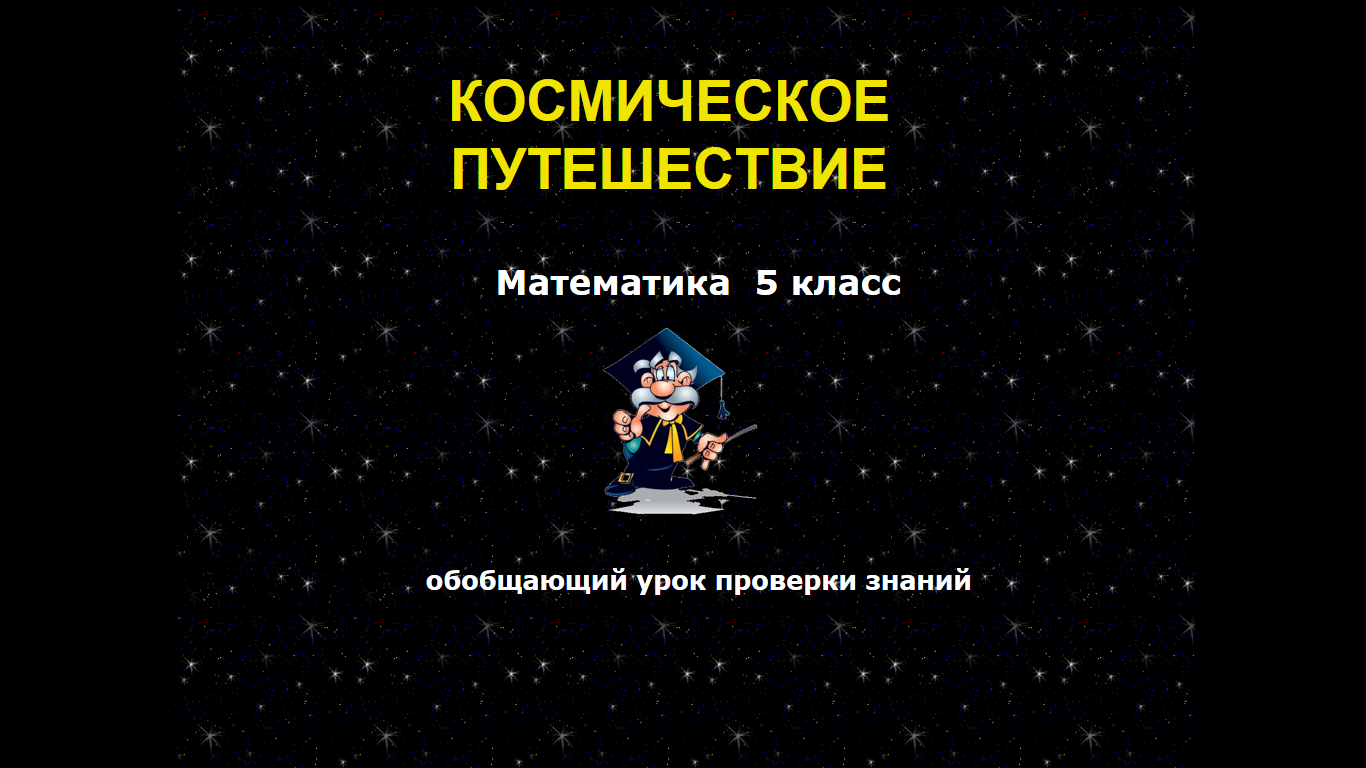 КОСМИЧЕСКОЕ
ПУТЕШЕСТВИЕ
Математика 5 класс
обобщающий урок проверки знаний